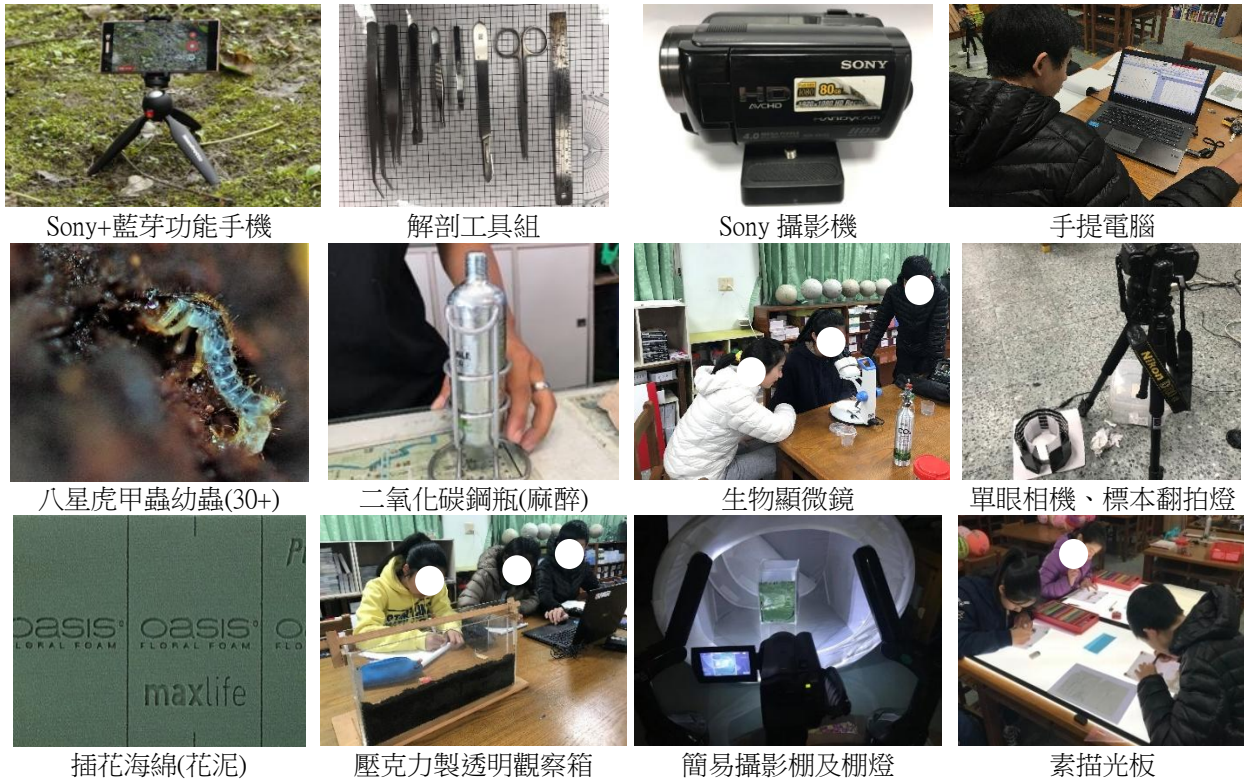 SONY
HD
AVCHD
80GB
HANDYCAM
HDD
Sony+藍芽功能手機
解剖工具組
Sony 攝影機
手提電腦
CO₂
Nikon
八星虎甲蟲幼蟲(30+)
二氧化碳鋼瓶(麻醉)
生物顯微鏡
單眼相機、標本翻拍燈
OASIS
FLORAL FOAM
OASIS
FLORAL FOAM
maxlife
插花海綿(花泥)
壓克力製透明觀察箱
簡易攝影棚及棚燈
素描光板